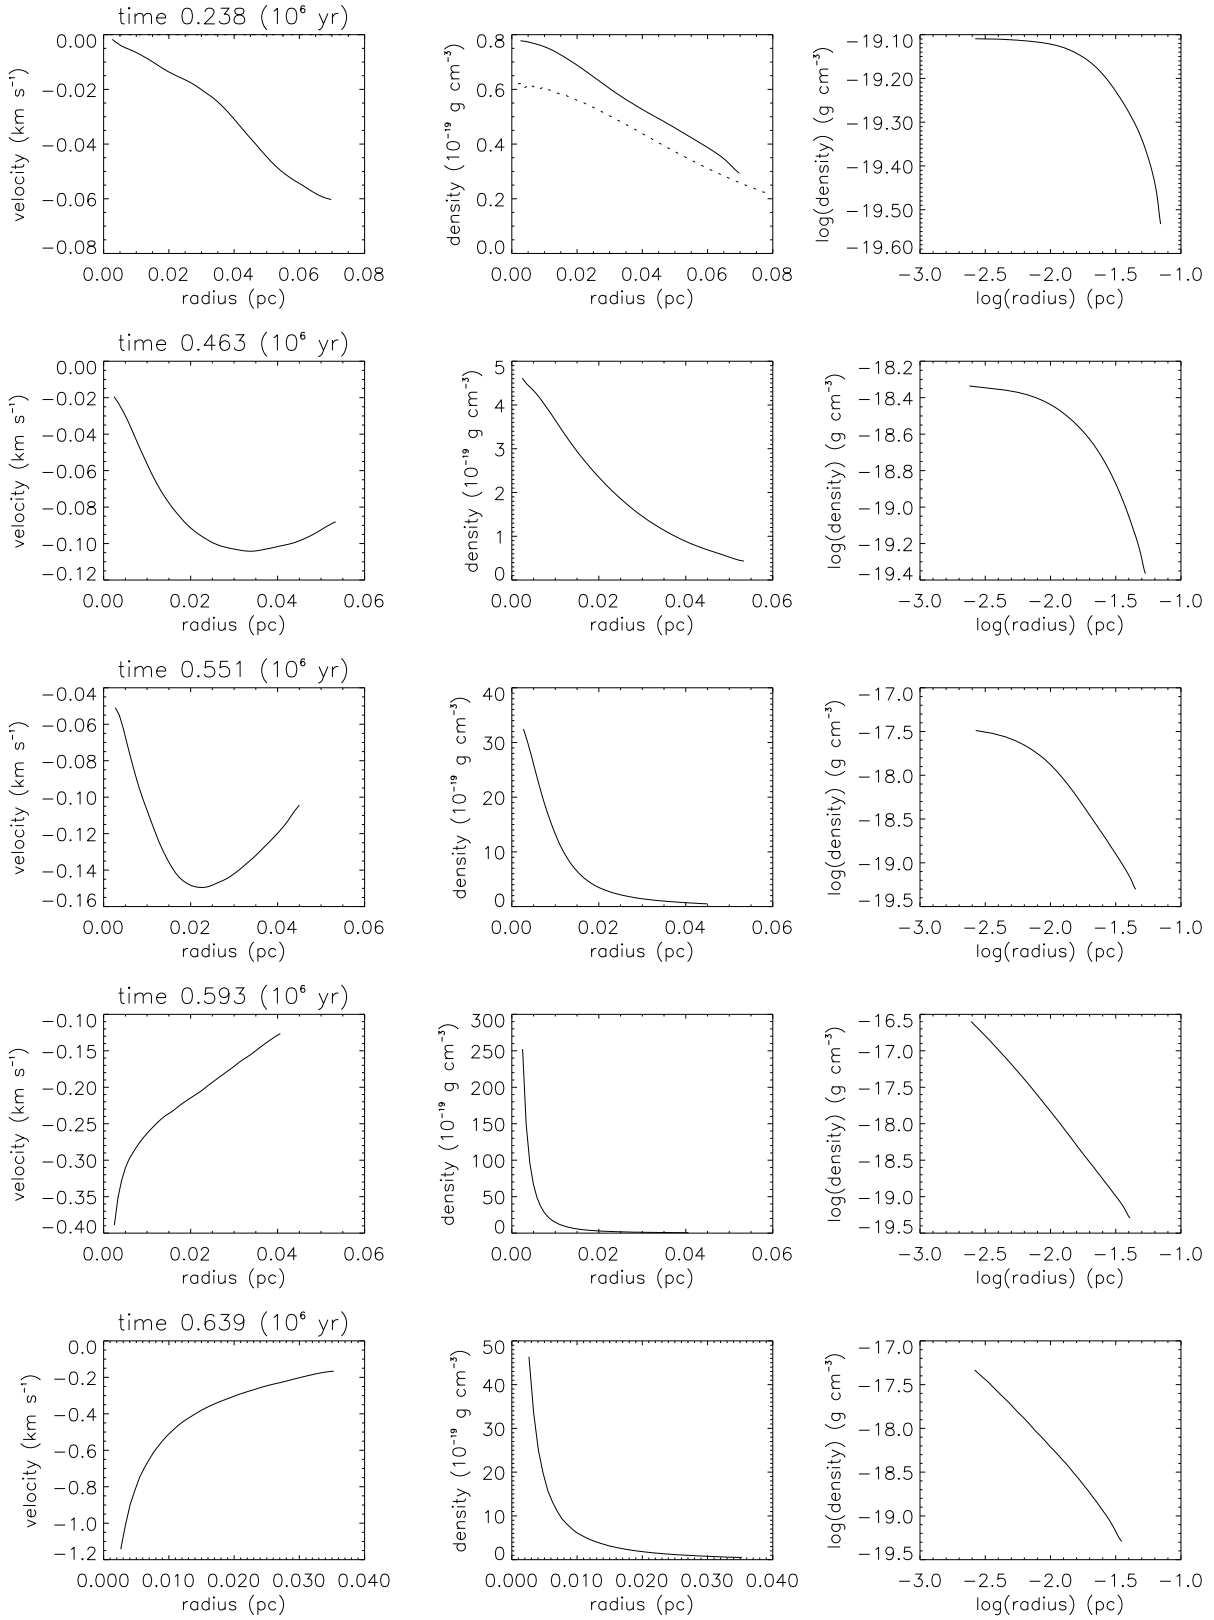 time 0.238 (10⁶ yr)
velocity (km s⁻¹)
0.00
−0.02
−0.04
−0.06
−0.08
0.00 0.02 0.04 0.06 0.08
radius (pc)
density (10⁻¹⁹ g cm⁻³)
0.8
0.6
0.4
0.2
0.0
0.00 0.02 0.04 0.06 0.08
radius (pc)
log(density) (g cm⁻³)
−19.10
−19.20
−19.30
−19.40
−19.50
−19.60
−3.0 −2.5 −2.0 −1.5 −1.0
log(radius) (pc)
time 0.463 (10⁶ yr)
velocity (km s⁻¹)
0.00
−0.02
−0.04
−0.06
−0.08
−0.10
−0.12
0.00 0.02 0.04 0.06
radius (pc)
density (10⁻¹⁹ g cm⁻³)
5
4
3
2
1
0
0.00 0.02 0.04 0.06
radius (pc)
log(density) (g cm⁻³)
−18.2
−18.4
−18.6
−18.8
−19.0
−19.2
−19.4
−3.0 −2.5 −2.0 −1.5 −1.0
log(radius) (pc)
time 0.551 (10⁶ yr)
velocity (km s⁻¹)
−0.04
−0.06
−0.08
−0.10
−0.12
−0.14
−0.16
0.00 0.02 0.04 0.06
radius (pc)
density (10⁻¹⁹ g cm⁻³)
40
30
20
10
0
0.00 0.02 0.04 0.06
radius (pc)
log(density) (g cm⁻³)
−17.0
−17.5
−18.0
−18.5
−19.0
−19.5
−3.0 −2.5 −2.0 −1.5 −1.0
log(radius) (pc)
time 0.593 (10⁶ yr)
velocity (km s⁻¹)
−0.10
−0.15
−0.20
−0.25
−0.30
−0.35
−0.40
0.00 0.02 0.04 0.06
radius (pc)
density (10⁻¹⁹ g cm⁻³)
300
250
200
150
100
50
0
0.00 0.02 0.04 0.06
radius (pc)
log(density) (g cm⁻³)
−16.5
−17.0
−17.5
−18.0
−18.5
−19.0
−19.5
−3.0 −2.5 −2.0 −1.5 −1.0
log(radius) (pc)
time 0.639 (10⁶ yr)
velocity (km s⁻¹)
0.0
−0.2
−0.4
−0.6
−0.8
−1.0
−1.2
0.000 0.010 0.020 0.030 0.040
radius (pc)
density (10⁻¹⁹ g cm⁻³)
50
40
30
20
10
0
0.000 0.010 0.020 0.030 0.040
radius (pc)
log(density) (g cm⁻³)
−17.0
−17.5
−18.0
−18.5
−19.0
−19.5
−3.0 −2.5 −2.0 −1.5 −1.0
log(radius) (pc)